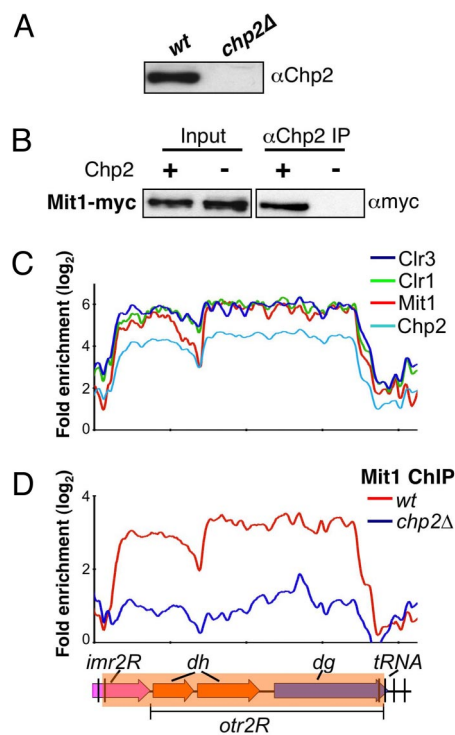 A
wt chp2Δ
αChp2
B
Input αChp2 IP
Chp2 + - + -
Mit1-myc αmyc
C
Fold enrichment (log2)
6
4
2
0
Clr3
Clr1
Mit1
Chp2
D
Fold enrichment (log2)
4
2
0
Mit1 ChIP
wt
chp2Δ
imr2R dh dg tRNA
otr2R